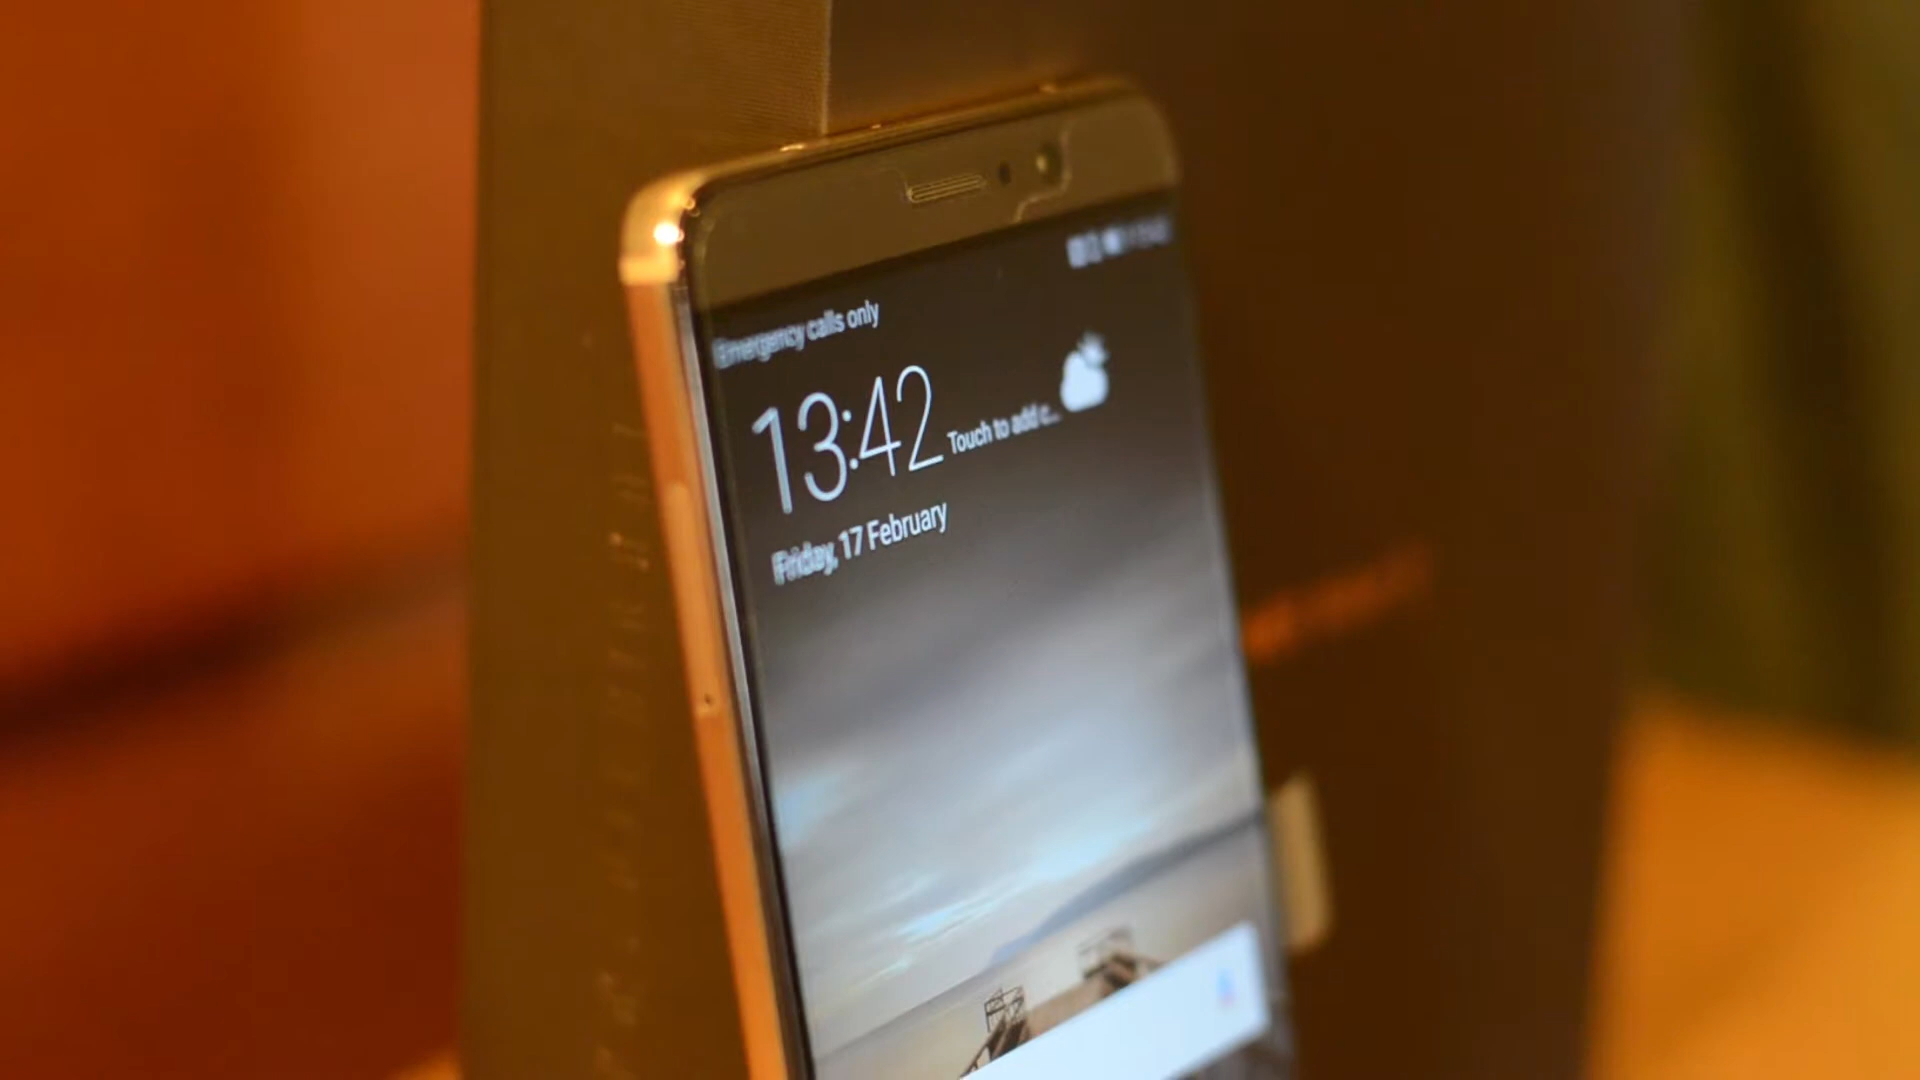 Emergency calls only
13:42
Touch to add c...
Friday, 17 February